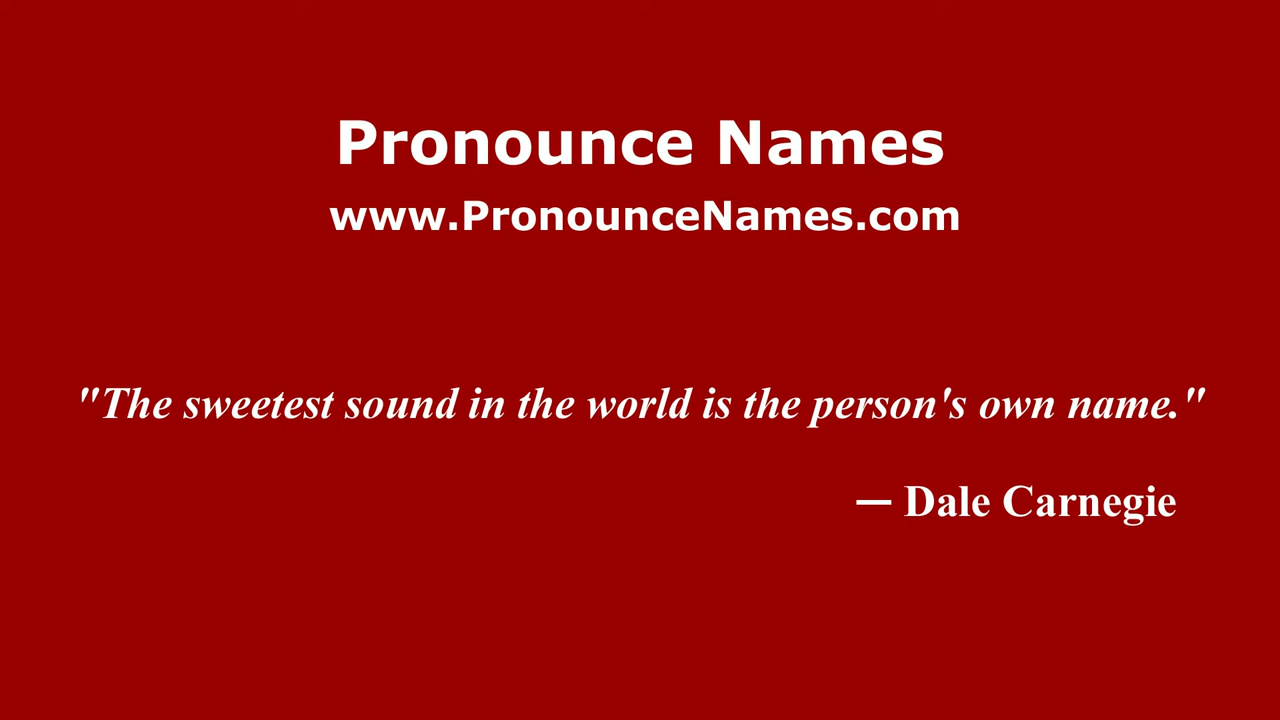 Pronounce Names
www.PronounceNames.com
"The sweetest sound in the world is the person's own name."
— Dale Carnegie